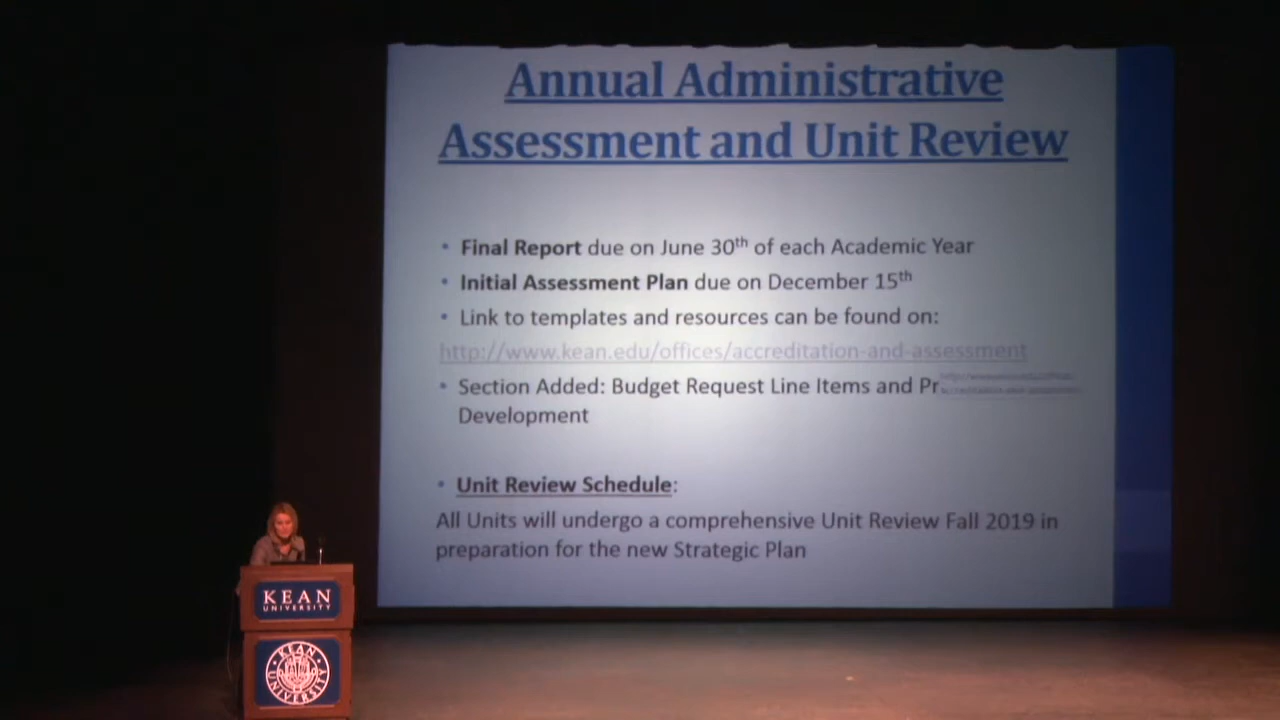 Annual Administrative
Assessment and Unit Review
• Final Report due on June 30th of each Academic Year
• Initial Assessment Plan due on December 15th
• Link to templates and resources can be found on:
http://www.kean.edu/offices/accreditation-and-assessment
• Section Added: Budget Request Line Items and Pr
Development
• Unit Review Schedule:
All Units will undergo a comprehensive Unit Review Fall 2019 in
preparation for the new Strategic Plan
KEAN
UNIVERSITY
KEAN
UNIVERSITY